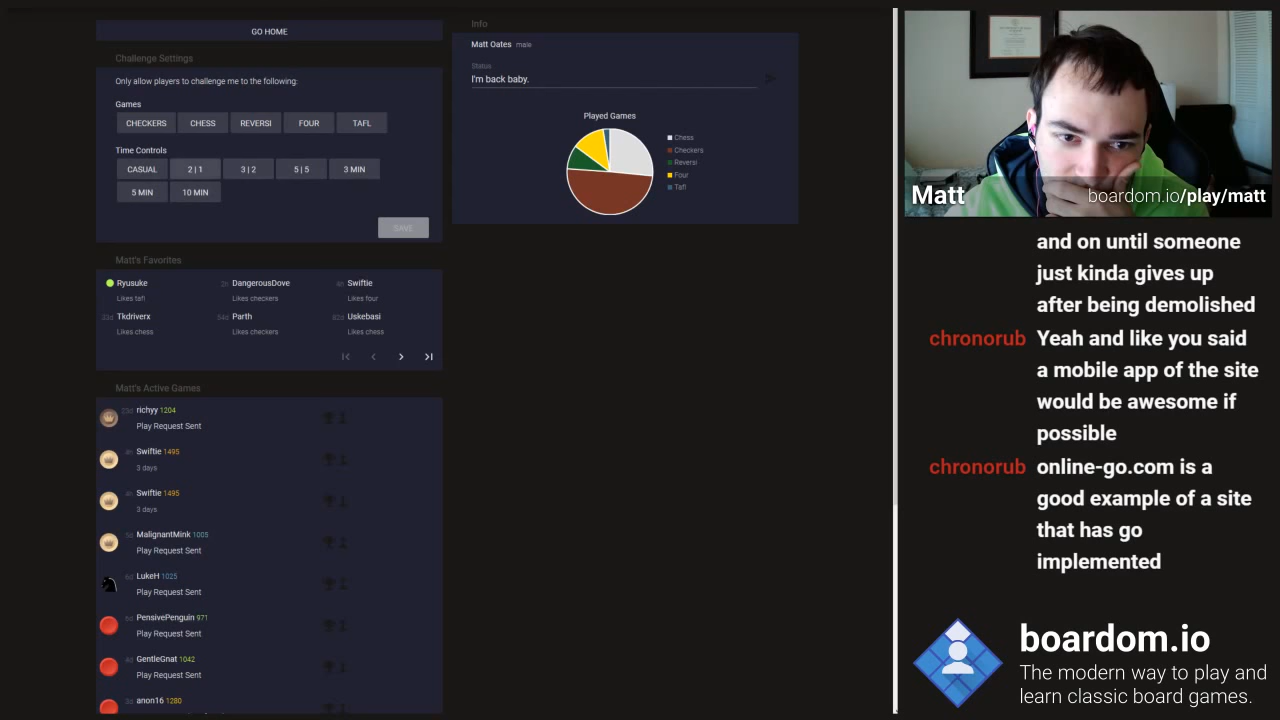 GO HOME
Challenge Settings
Only allow players to challenge me to the following:
Games
CHECKERS CHESS REVERSI FOUR TAFL
Time Controls
CASUAL 2 | 1 3 | 2 5 | 5 3 MIN
5 MIN 10 MIN
SAVE
Matt's Favorites
Ryusuke 2h DangerousDove 4h Swiftie
Likes tafl Likes checkers Likes four
Tkdriverx 54d Parth Uskebasi
Likes chess Likes checkers Likes chess
Matt's Active Games
richyy 1204
Play Request Sent
Swiftie 1495
3 days
Swiftie 1495
3 days
MalignantMink 1005
Play Request Sent
LukeH 1025
Play Request Sent
PensivePenguin 971
Play Request Sent
GentleGnat 1042
Play Request Sent
anon16 1280
Info
Matt Oates male
Status
I'm back baby.
Played Games
Chess
Checkers
Reversi
Four
Tafl
Matt boardom.io/play/matt
and on until someone
just kinda gives up
after being demolished
chronorub Yeah and like you said
a mobile app of the site
would be awesome if
possible
chronorub online-go.com is a
good example of a site
that has go
implemented
boardom.io
The modern way to play and
learn classic board games.